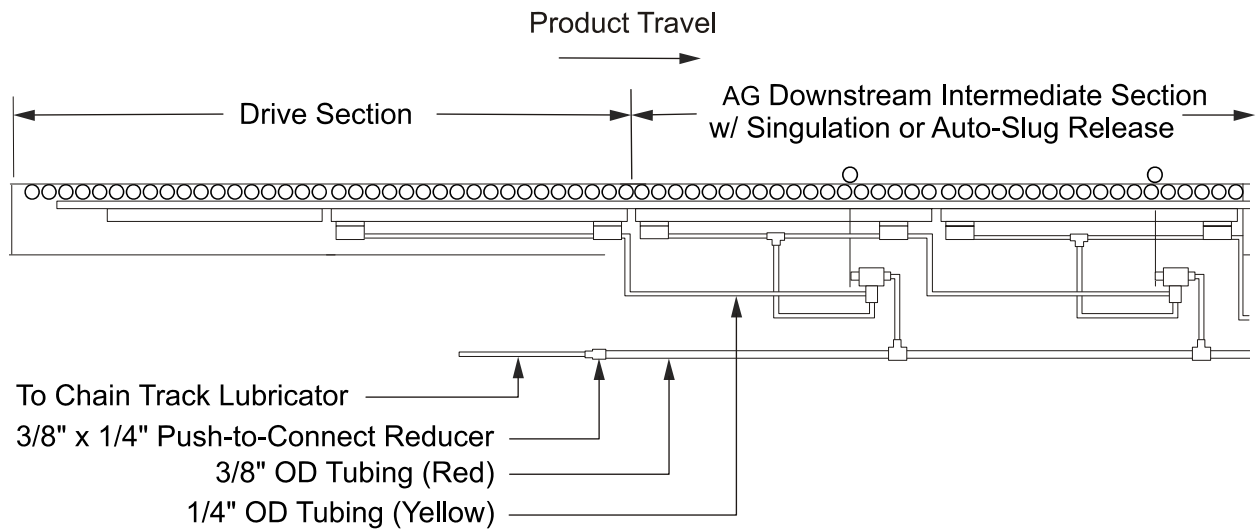 Product Travel
Drive Section
AG Downstream Intermediate Section
w/ Singulation or Auto-Slug Release
To Chain Track Lubricator
3/8" x 1/4" Push-to-Connect Reducer
3/8" OD Tubing (Red)
1/4" OD Tubing (Yellow)